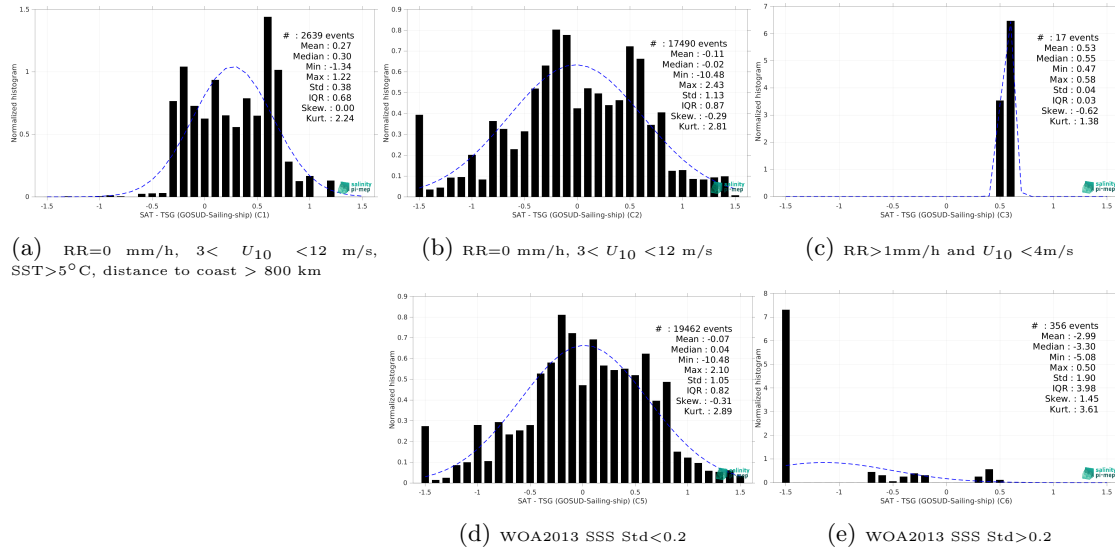 1.5
1
0.5
0
Normalized histogram
# : 2639 events
Mean : 0.27
Median : 0.30
Min : -1.34
Max : 1.22
Std : 0.38
IQR : 0.68
Skew. : 0.00
Kurt. : 2.24
salinity
pi-mep
-1.5 -1 -0.5 0 0.5 1 1.5
SAT - TSG (GOSUD-Sailing-ship) (C1)
(a) RR=0 mm/h, 3< U10 <12 m/s,
SST>5°C, distance to coast > 800 km
0.9
0.8
0.7
0.6
0.5
0.4
0.3
0.2
0.1
0
Normalized histogram
# : 17490 events
Mean : -0.11
Median : -0.02
Min : -10.48
Max : 2.43
Std : 1.13
IQR : 0.87
Skew. : -0.29
Kurt. : 2.81
salinity
pi-mep
-1.5 -1 -0.5 0 0.5 1 1.5
SAT - TSG (GOSUD-Sailing-ship) (C2)
(b) RR=0 mm/h, 3< U10 <12 m/s
7
6
5
4
3
2
1
0
Normalized histogram
# : 17 events
Mean : 0.53
Median : 0.55
Min : 0.47
Max : 0.58
Std : 0.04
IQR : 0.03
Skew. : -0.62
Kurt. : 1.38
salinity
pi-mep
-1.5 -1 -0.5 0 0.5 1 1.5
SAT - TSG (GOSUD-Sailing-ship) (C3)
(c) RR>1mm/h and U10 <4m/s
0.9
0.8
0.7
0.6
0.5
0.4
0.3
0.2
0.1
0
Normalized histogram
# : 19462 events
Mean : -0.07
Median : 0.04
Min : -10.48
Max : 2.10
Std : 1.05
IQR : 0.82
Skew. : -0.31
Kurt. : 2.89
salinity
pi-mep
-1.5 -1 -0.5 0 0.5 1 1.5
SAT - TSG (GOSUD-Sailing-ship) (C5)
(d) WOA2013 SSS Std<0.2
8
7
6
5
4
3
2
1
0
Normalized histogram
# : 356 events
Mean : -2.99
Median : -3.30
Min : -5.08
Max : 0.50
Std : 1.90
IQR : 3.98
Skew. : 1.45
Kurt. : 3.61
salinity
pi-mep
-1.5 -1 -0.5 0 0.5 1 1.5
SAT - TSG (GOSUD-Sailing-ship) (C6)
(e) WOA2013 SSS Std>0.2